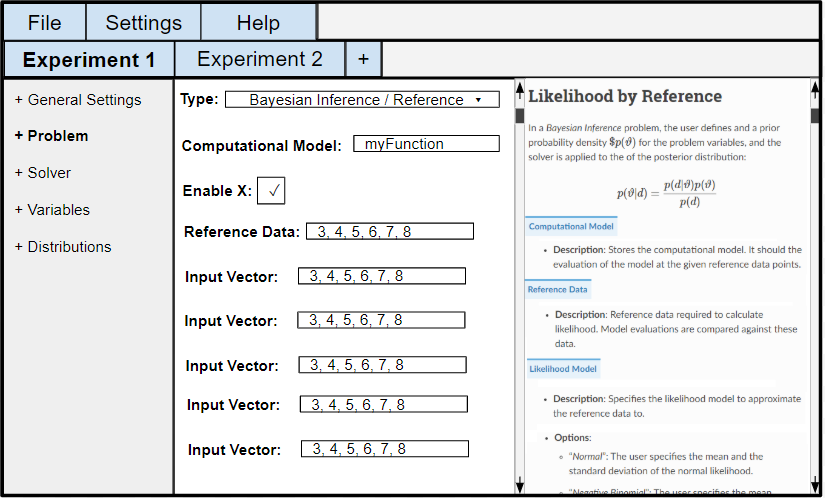 File Settings Help
Experiment 1 Experiment 2 +
+ General Settings
+ Problem
+ Solver
+ Variables
+ Distributions
Type: Bayesian Inference / Reference ▾
Computational Model: myFunction
Enable X: ✓
Reference Data: 3, 4, 5, 6, 7, 8
Input Vector: 3, 4, 5, 6, 7, 8
Input Vector: 3, 4, 5, 6, 7, 8
Input Vector: 3, 4, 5, 6, 7, 8
Input Vector: 3, 4, 5, 6, 7, 8
Input Vector: 3, 4, 5, 6, 7, 8
Likelihood by Reference
In a Bayesian Inference problem, the user defines and a prior
probability density $p(ϑ) for the problem variables, and the
solver is applied to the of the posterior distribution:
p(ϑ|d) = p(d|ϑ)p(ϑ) / p(d)
Computational Model
• Description: Stores the computational model. It should the
evaluation of the model at the given reference data points.
Reference Data
• Description: Reference data required to calculate
likelihood. Model evaluations are compared against these
data.
Likelihood Model
• Description: Specifies the likelihood model to approximate
the reference data to.
• Options:
◦ "Normal": The user specifies the mean and the
standard deviation of the normal likelihood.
◦ "Negative Binomial": The user specifies the mean